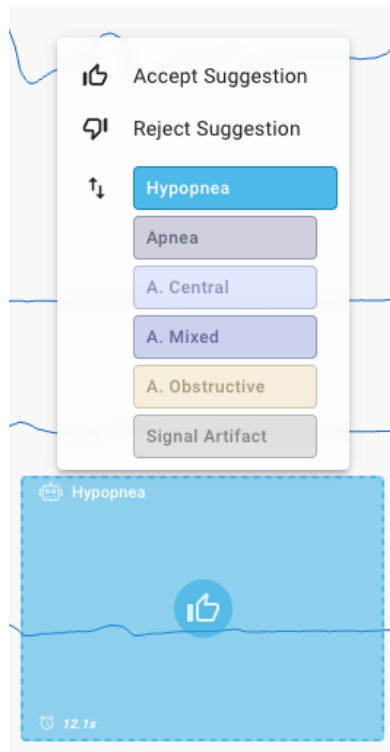 Accept Suggestion
Reject Suggestion
Hypopnea
Apnea
A. Central
A. Mixed
A. Obstructive
Signal Artifact
Hypopnea
12.1s